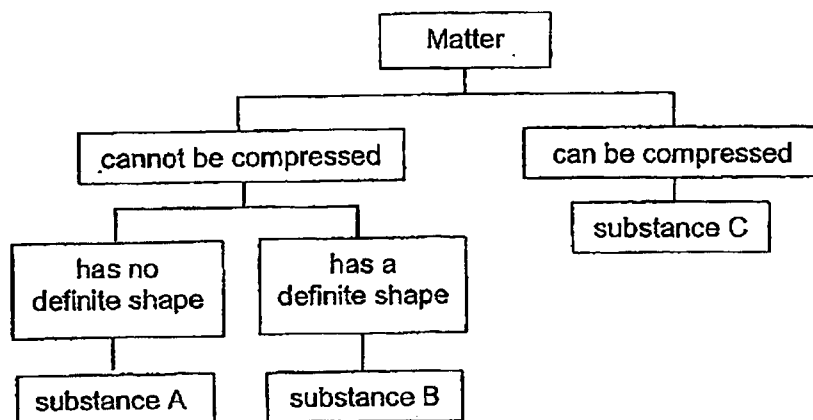 Matter
cannot be compressed
can be compressed
substance C
has no
definite shape
has a
definite shape
substance A
substance B